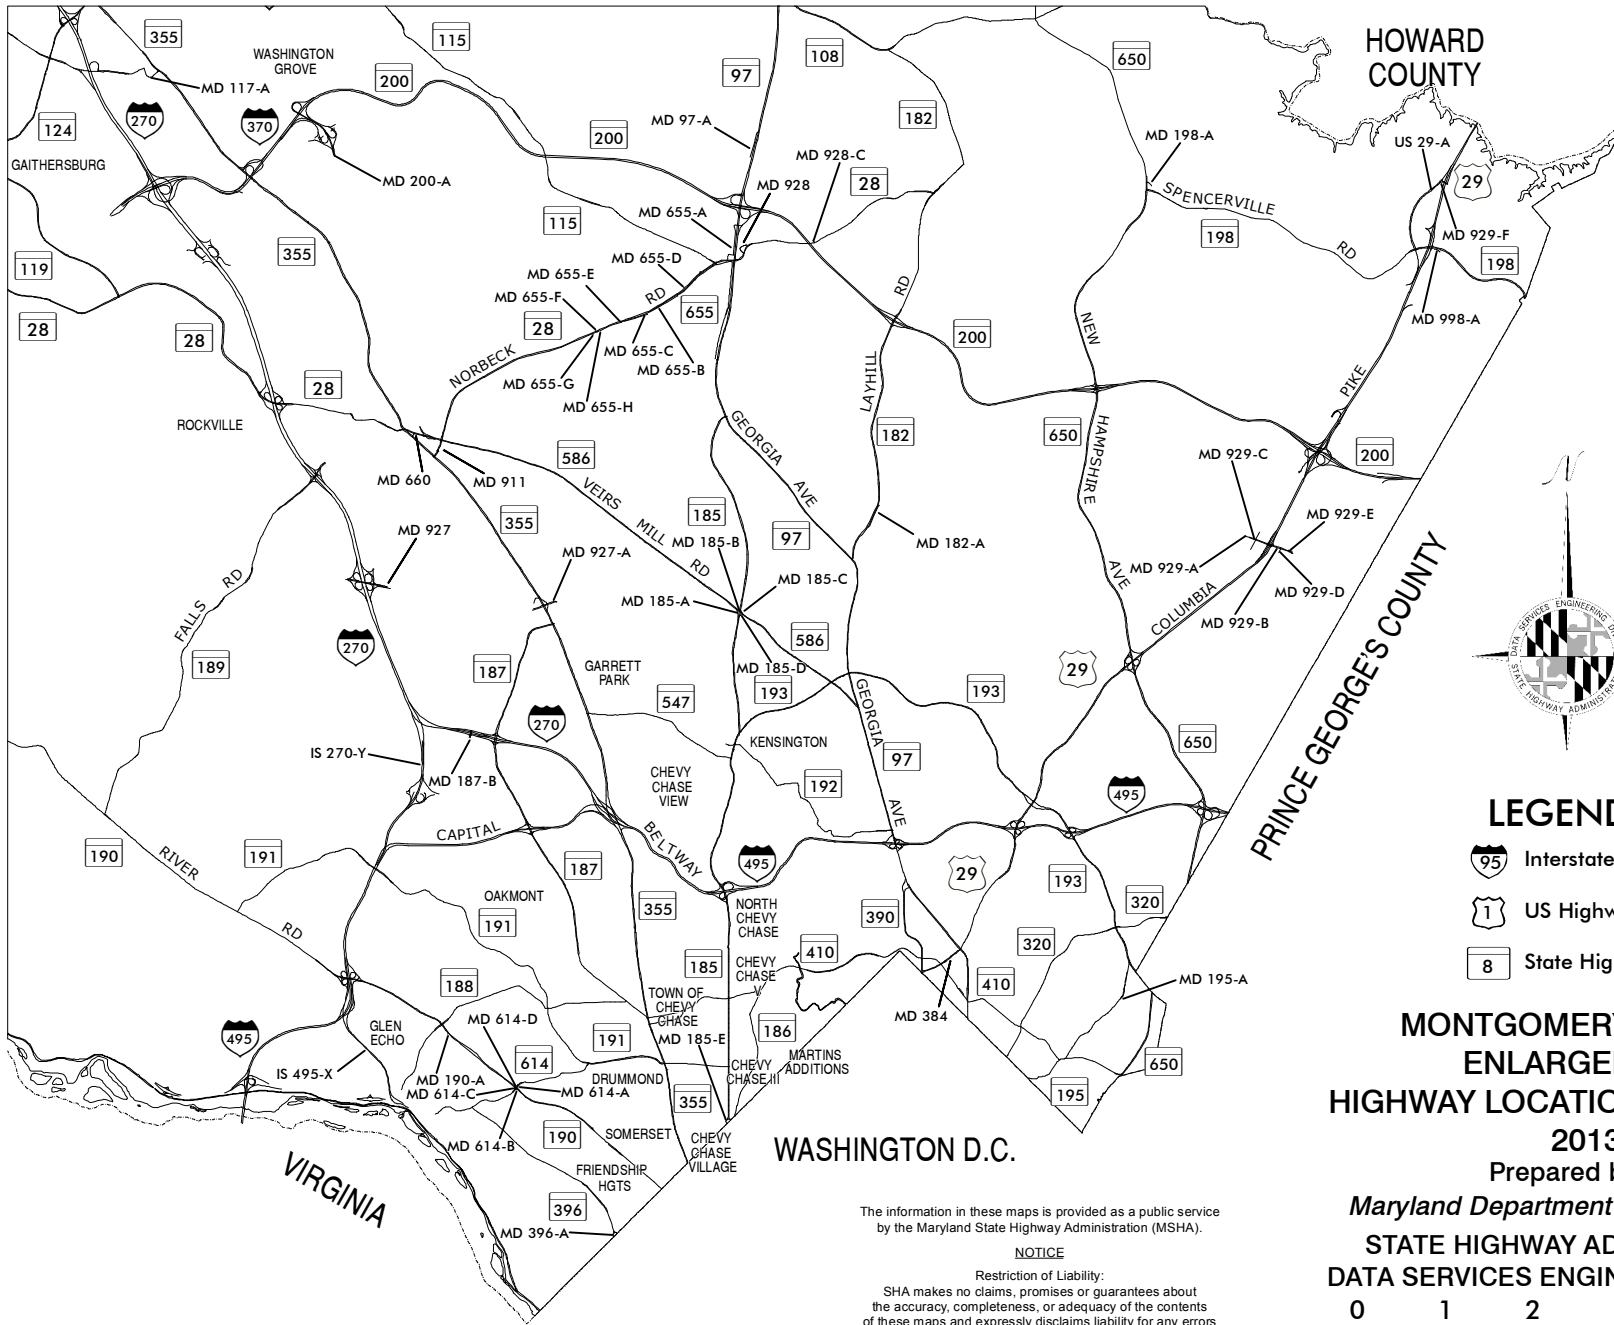 355
115
WASHINGTON
GROVE
200
97
108
650
HOWARD
COUNTY
MD 117-A
270
370
124
GAITHERSBURG
MD 200-A
200
MD 97-A
182
MD 928-C
28
MD 928
MD 198-A
US 29-A
29
SPENCERVILLE
RD
198
MD 929-F
198
MD 998-A
119
28
28
355
115
MD 655-A
MD 655-D
MD 655-E
MD 655-F
28
RD
655
MD 655-C
MD 655-B
NORBECK
MD 655-G
MD 655-H
28
ROCKVILLE
RD
LAYHILL
200
NEW
HAMPSHIRE
AVE
650
182
GEORGIA
AVE
PIKE
200
MD 660
MD 911
586
VEIRS
MILL
RD
355
185
97
MD 185-B
MD 182-A
MD 929-C
MD 929-E
MD 929-A
MD 929-D
MD 929-B
COLUMBIA
MD 927
MD 927-A
MD 185-C
MD 185-A
586
MD 185-D
FALLS
RD
189
270
187
GARRETT
PARK
547
193
193
29
PRINCE GEORGE'S COUNTY
270
IS 270-Y
MD 187-B
KENSINGTON
GEORGIA
97
AVE
650
CHEVY
CHASE
VIEW
192
495
LEGEND
95 Interstate
1 US Highw
8 State Hig
190
RIVER
RD
191
CAPITAL
BELTWAY
187
495
29
193
OAKMONT
191
355
NORTH
CHEVY
CHASE
390
320
320
188
185
CHEVY
CHASE
V
410
410
MD 195-A
TOWN OF
CHEVY
CHASE
MD 384
495
GLEN
ECHO
MD 614-D
191
MD 185-E
186
614
MARTINS
ADDITIONS
650
IS 495-X
MD 190-A
MD 614-C
MD 614-A
DRUMMOND
CHEVY
CHASE III
355
195
MD 614-B
190
SOMERSET
CHEVY
CHASE
VILLAGE
WASHINGTON D.C.
VIRGINIA
FRIENDSHIP
HGTS
396
MD 396-A
MONTGOMERY
ENLARGE
HIGHWAY LOCATIO
2013
Prepared b
Maryland Department
STATE HIGHWAY AD
DATA SERVICES ENGIN
0 1 2
The information in these maps is provided as a public service
by the Maryland State Highway Administration (MSHA).
NOTICE
Restriction of Liability:
SHA makes no claims, promises or guarantees about
the accuracy, completeness, or adequacy of the contents
of these maps and expressly disclaims liability for any errors